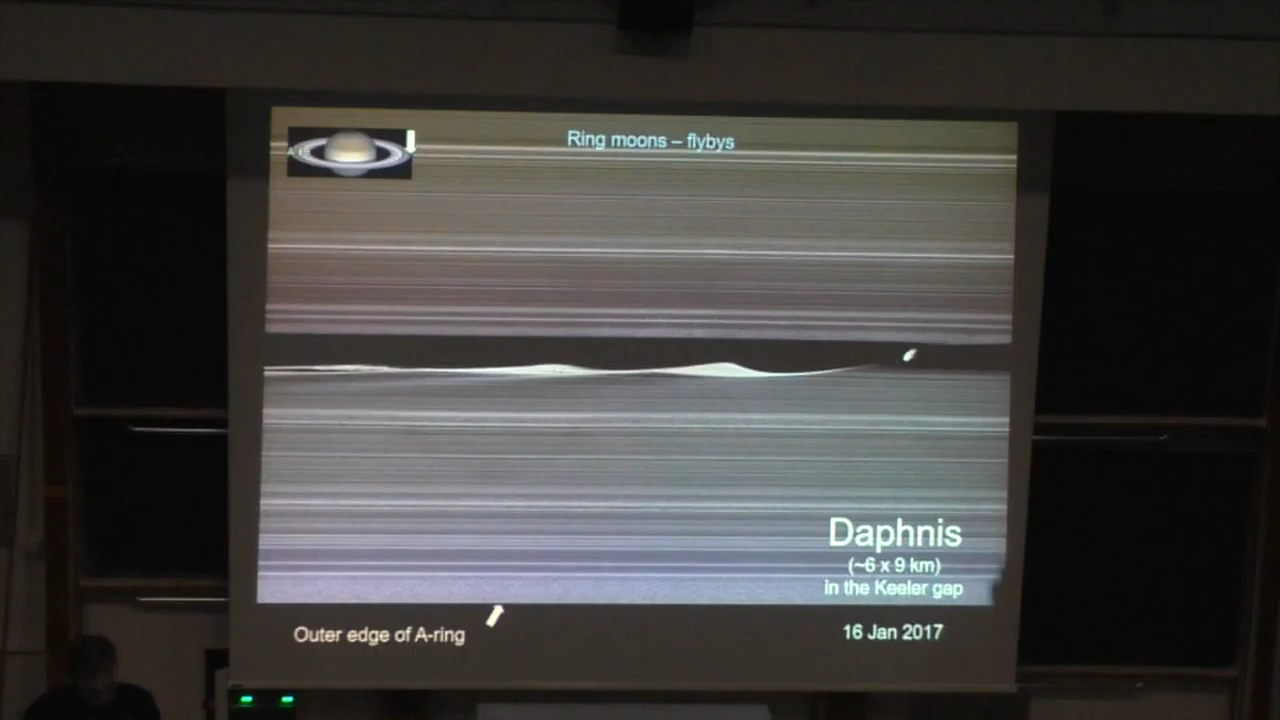 Ring moons – flybys
Daphnis
(~6 x 9 km)
in the Keeler gap
Outer edge of A-ring
16 Jan 2017